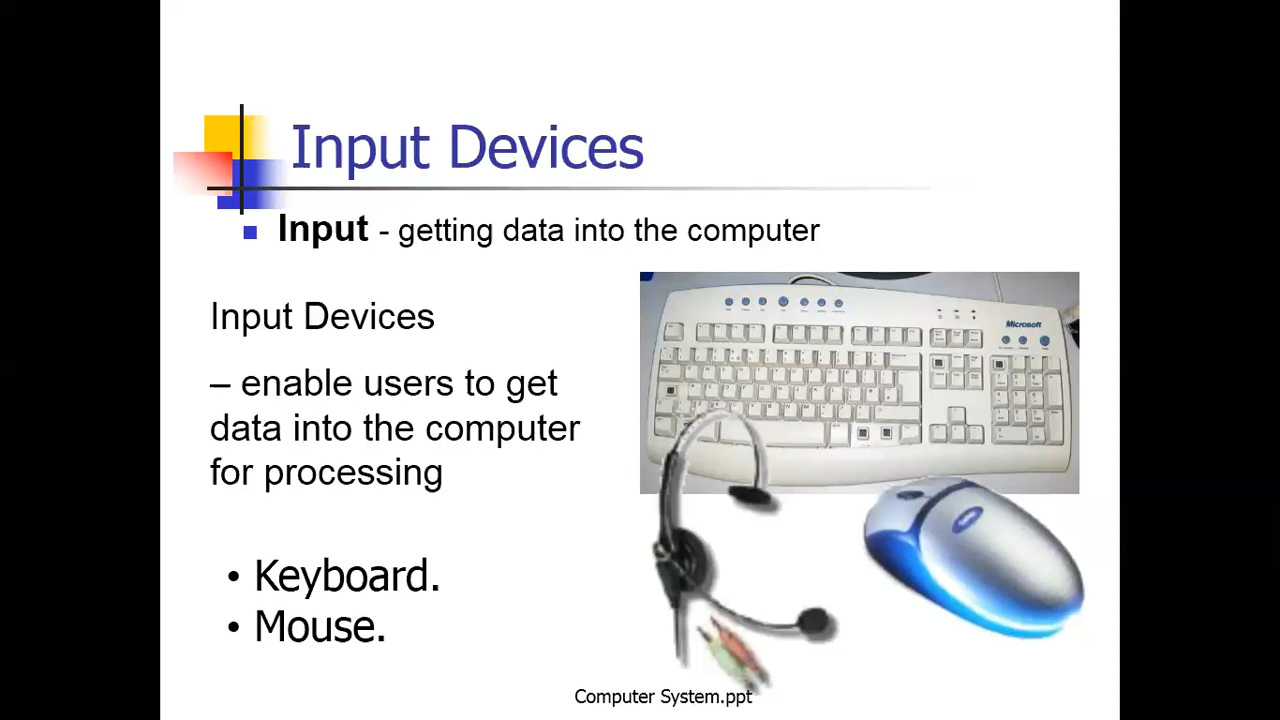 Input Devices
Input - getting data into the computer
Input Devices
– enable users to get
data into the computer
for processing
• Keyboard.
• Mouse.
Microsoft
Computer System.ppt